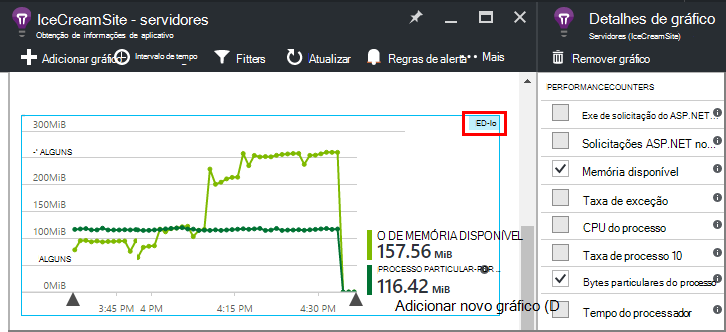 IceCreamSite - servidores
Obtenção de informações de aplicativo
Adicionar gráfico
Intervalo de tempo
Filters
Atualizar
Regras de alerta
Mais
ED-lo
300MiB
-' ALGUNS
200MiB
150MiB
100MiB
ALGUNS
0MiB
3:45 PM
4 PM
4:15 PM
4:30 PM
O DE MEMÓRIA DISPONÍVEL
157.56 MiB
PROCESSO PARTICULAR-POR ...
116.42 MiB
Adicionar novo gráfico (D
Detalhes de gráfico
Servidores (IceCreamSite)
Remover gráfico
PERFORMANCECOUNTERS
Exe de solicitação do ASP.NET...
Solicitações ASP.NET no...
Memória disponível
Taxa de exceção
CPU do processo
Taxa de processo 10
Bytes particulares do processo
Tempo do processador